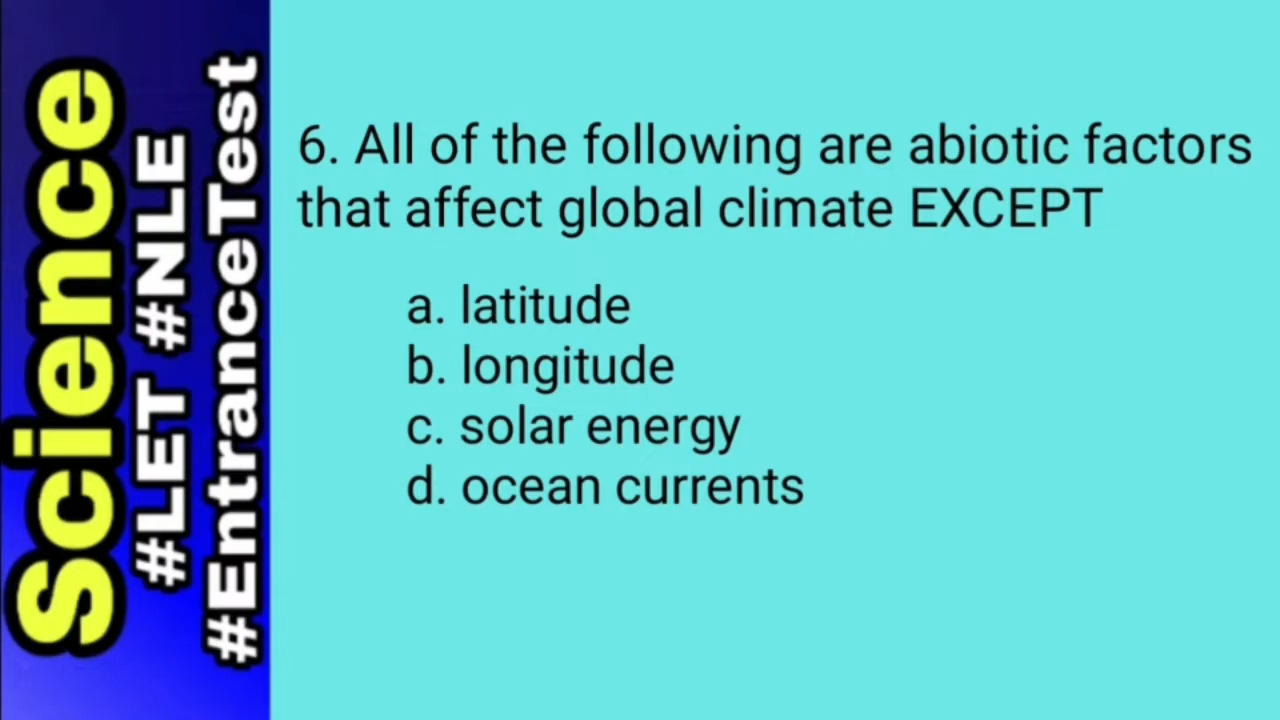 Science
#LET #NLE
#EntranceTest
6. All of the following are abiotic factors
that affect global climate EXCEPT
a. latitude
b. longitude
c. solar energy
d. ocean currents